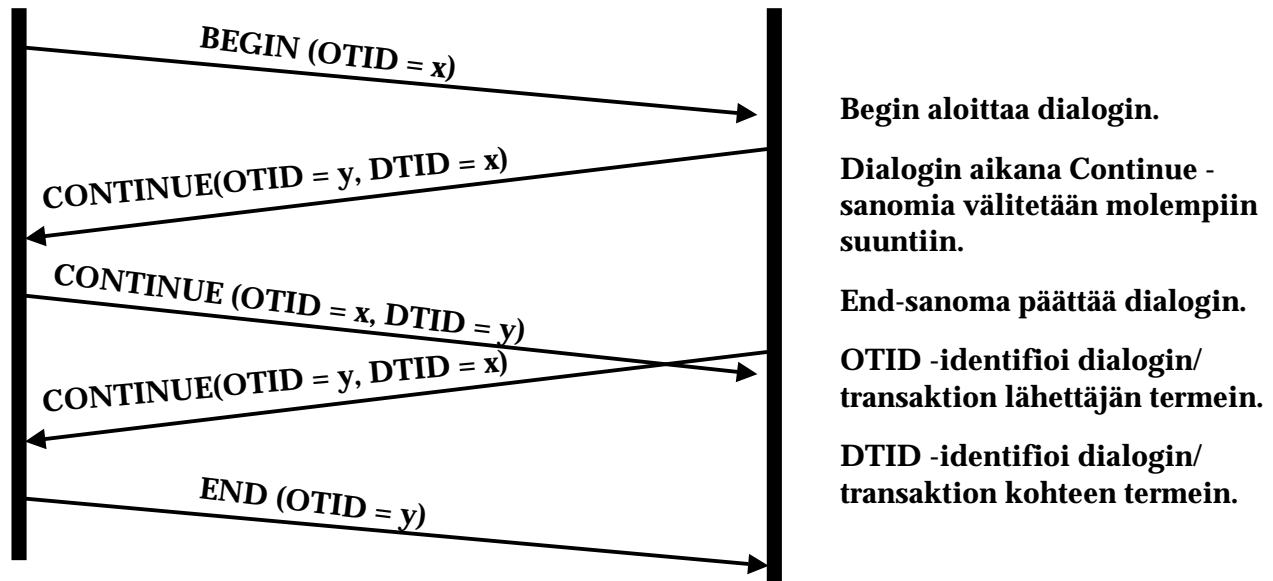 BEGIN (OTID = x)
CONTINUE(OTID = y, DTID = x)
CONTINUE (OTID = x, DTID = y)
CONTINUE(OTID = y, DTID = x)
END (OTID = y)
Begin aloittaa dialogin.
Dialogin aikana Continue -
sanomia välitetään molempiin
suuntiin.
End-sanoma päättää dialogin.
OTID -identifioi dialogin/
transaktion lähettäjän termein.
DTID -identifioi dialogin/
transaktion kohteen termein.